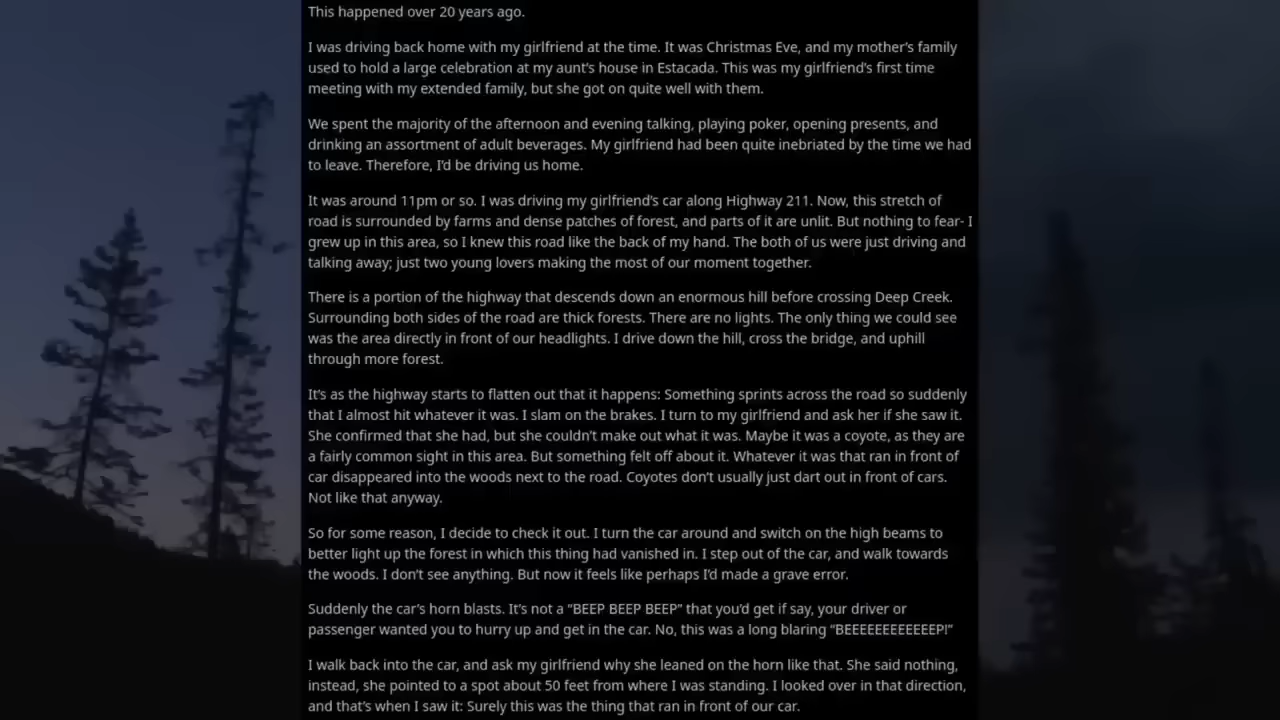 This happened over 20 years ago.
I was driving back home with my girlfriend at the time. It was Christmas Eve, and my mother’s family
used to hold a large celebration at my aunt’s house in Estacada. This was my girlfriend’s first time
meeting with my extended family, but she got on quite well with them.
We spent the majority of the afternoon and evening talking, playing poker, opening presents, and
drinking an assortment of adult beverages. My girlfriend had been quite inebriated by the time we had
to leave. Therefore, I’d be driving us home.
It was around 11pm or so. I was driving my girlfriend’s car along Highway 211. Now, this stretch of
road is surrounded by farms and dense patches of forest, and parts of it are unlit. But nothing to fear- I
grew up in this area, so I knew this road like the back of my hand. The both of us were just driving and
talking away; just two young lovers making the most of our moment together.
There is a portion of the highway that descends down an enormous hill before crossing Deep Creek.
Surrounding both sides of the road are thick forests. There are no lights. The only thing we could see
was the area directly in front of our headlights. I drive down the hill, cross the bridge, and uphill
through more forest.
It’s as the highway starts to flatten out that it happens: Something sprints across the road so suddenly
that I almost hit whatever it was. I slam on the brakes. I turn to my girlfriend and ask her if she saw it.
She confirmed that she had, but she couldn’t make out what it was. Maybe it was a coyote, as they are
a fairly common sight in this area. But something felt off about it. Whatever it was that ran in front of
car disappeared into the woods next to the road. Coyotes don’t usually just dart out in front of cars.
Not like that anyway.
So for some reason, I decide to check it out. I turn the car around and switch on the high beams to
better light up the forest in which this thing had vanished in. I step out of the car, and walk towards
the woods. I don’t see anything. But now it feels like perhaps I’d made a grave error.
Suddenly the car’s horn blasts. It’s not a “BEEP BEEP BEEP” that you’d get if say, your driver or
passenger wanted you to hurry up and get in the car. No, this was a long blaring “BEEEEEEEEEEEEP!”
I walk back into the car, and ask my girlfriend why she leaned on the horn like that. She said nothing,
instead, she pointed to a spot about 50 feet from where I was standing. I looked over in that direction,
and that’s when I saw it: Surely this was the thing that ran in front of our car.